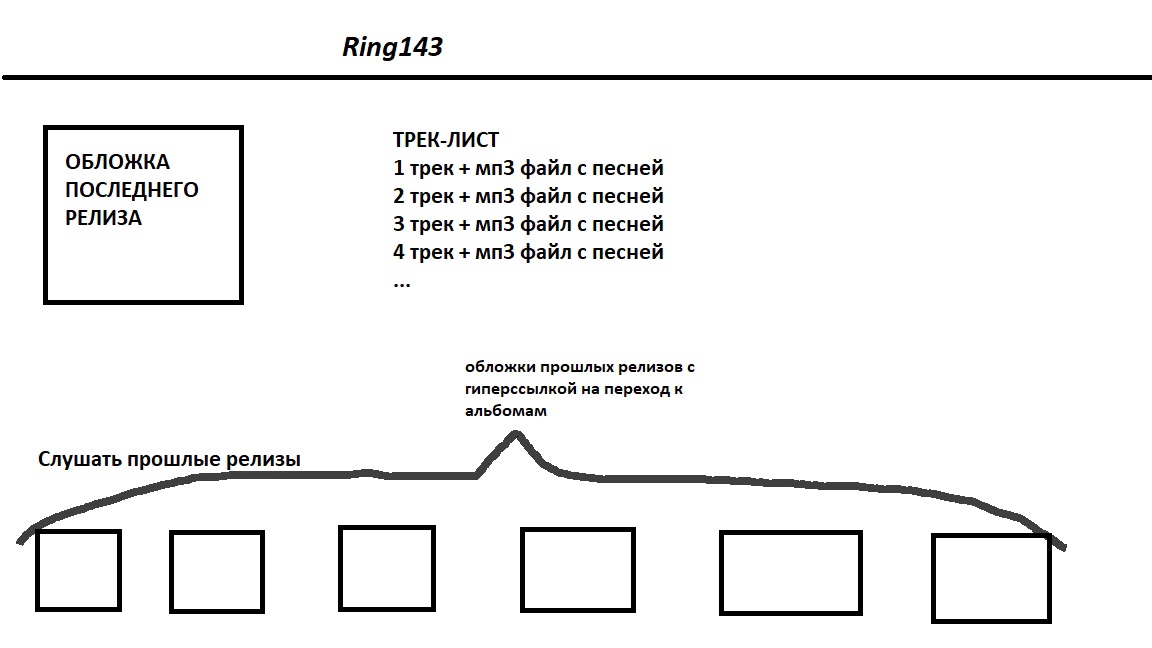 Ring143
ОБЛОЖКА
ПОСЛЕДНЕГО
РЕЛИЗА
ТРЕК-ЛИСТ
1 трек + мп3 файл с песней
2 трек + мп3 файл с песней
3 трек + мп3 файл с песней
4 трек + мп3 файл с песней
...
обложки прошлых релизов с
гиперссылкой на переход к
альбомам
Слушать прошлые релизы